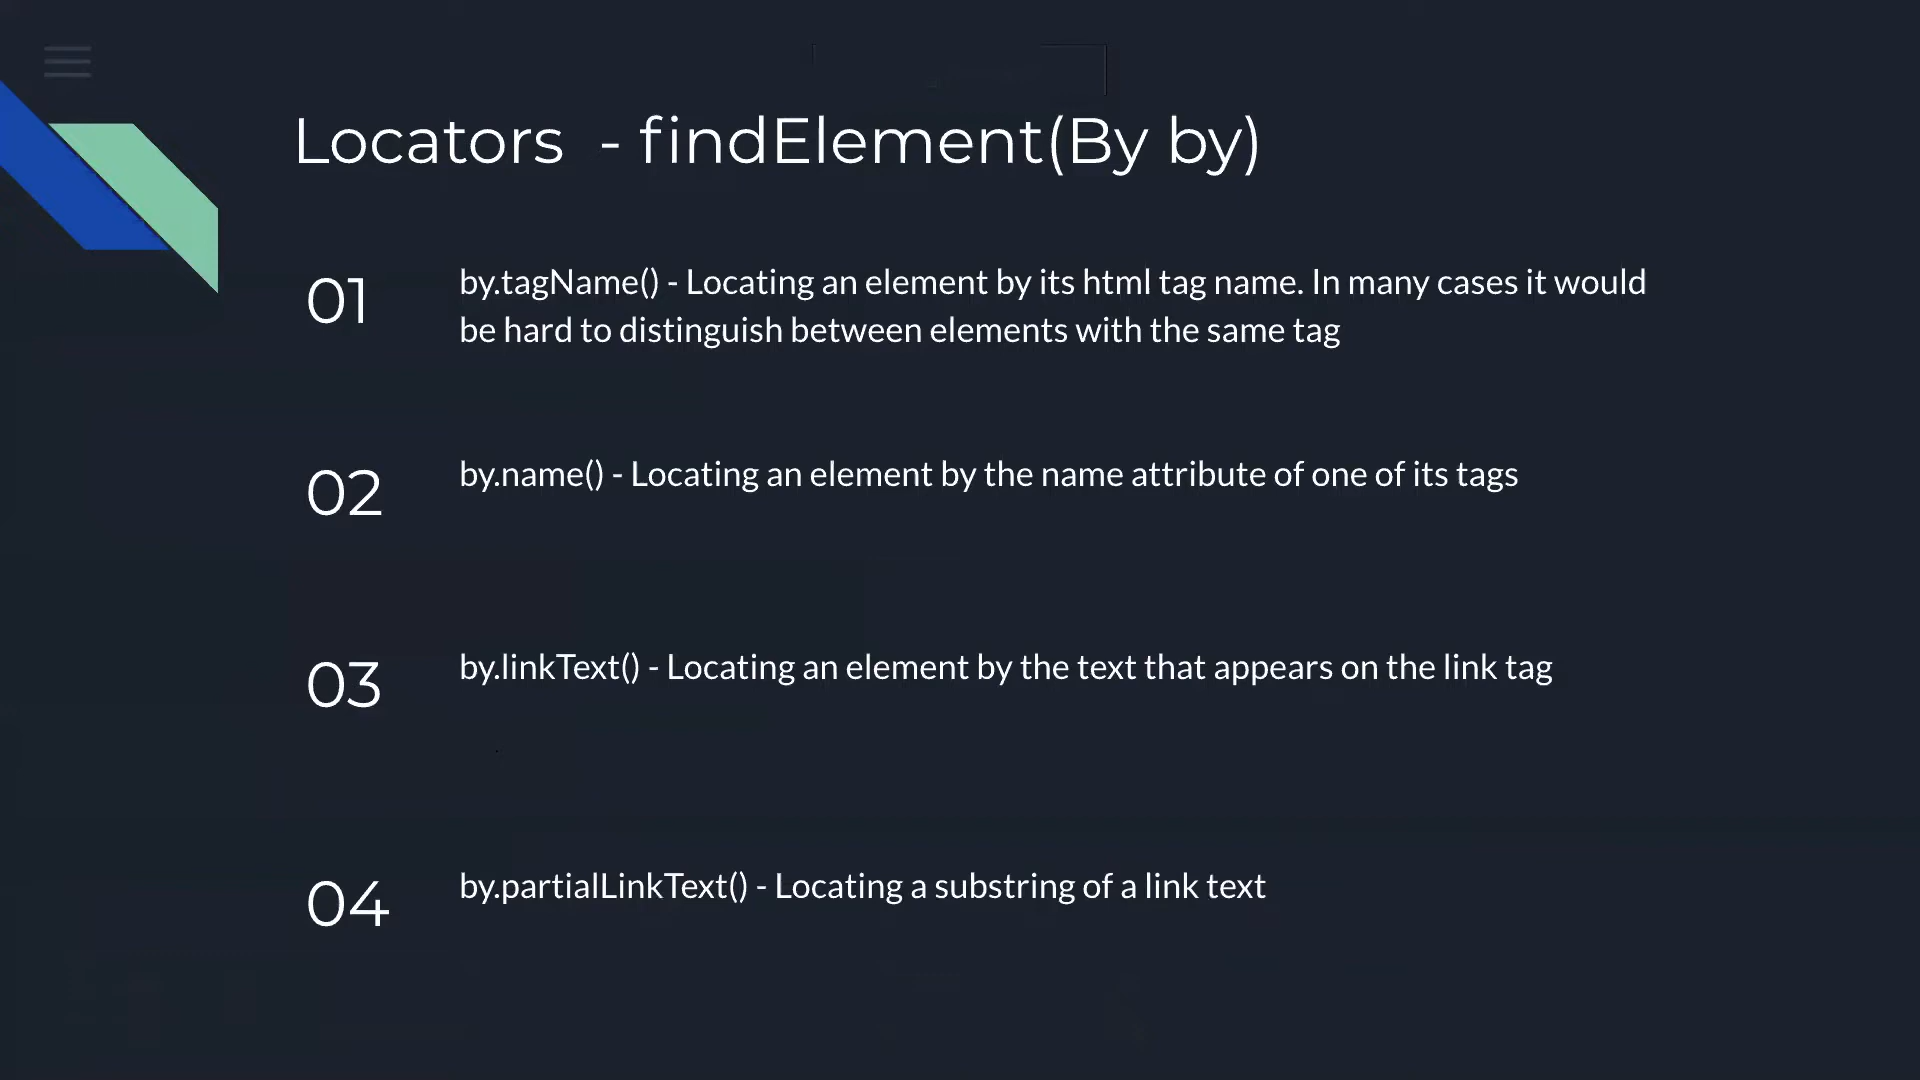 Locators - findElement(By by)
01
by.tagName() - Locating an element by its html tag name. In many cases it would
be hard to distinguish between elements with the same tag
02
by.name() - Locating an element by the name attribute of one of its tags
03
by.linkText() - Locating an element by the text that appears on the link tag
04
by.partialLinkText() - Locating a substring of a link text